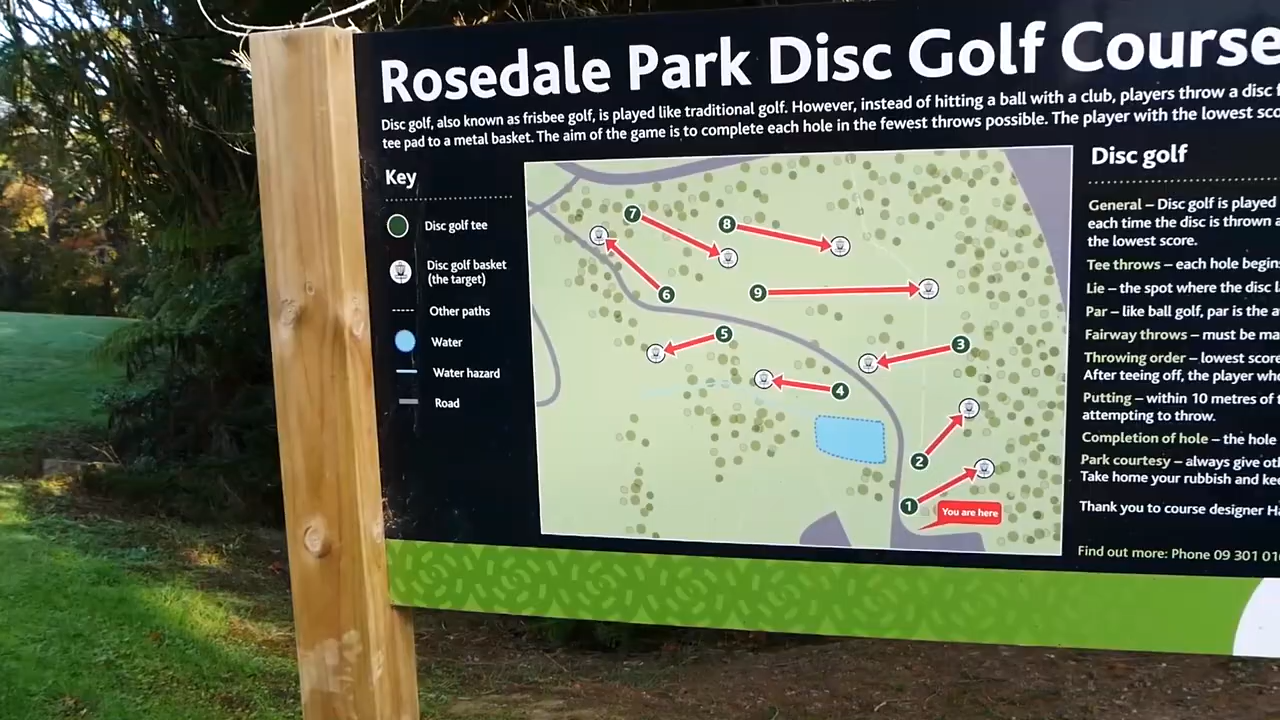 Rosedale Park Disc Golf Course
Disc golf, also known as frisbee golf, is played like traditional golf. However, instead of hitting a ball with a club, players throw a disc
tee pad to a metal basket. The aim of the game is to complete each hole in the fewest throws possible. The player with the lowest
Key
Disc golf tee
Disc golf basket
(the target)
Other paths
Water
Water hazard
Road
7
8
6
9
5
3
4
2
1
You are here
Disc golf
General – Disc golf is played
each time the disc is thrown
the lowest score.
Tee throws – each hole begins
Lie – the spot where the disc
Par – like ball golf, par is the
Fairway throws – must be
Throwing order – lowest score
After teeing off, the player
Putting – within 10 metres of
attempting to throw.
Completion of hole – the hole
Park courtesy – always give
Take home your rubbish and
Thank you to course designer
Find out more: Phone 09 301